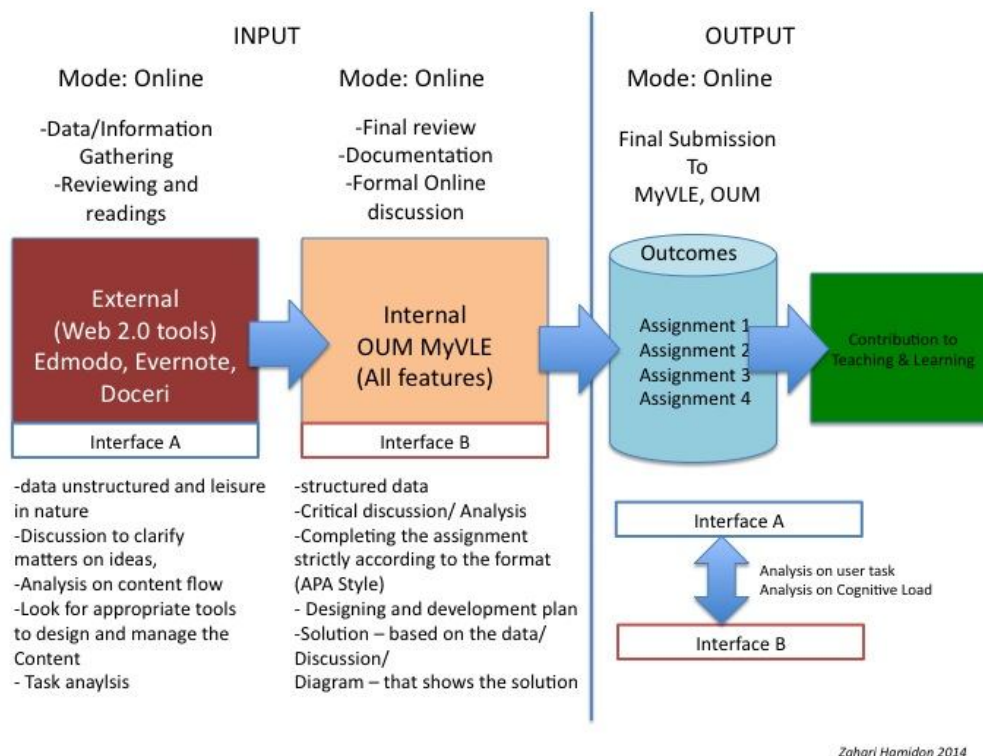 INPUT
Mode: Online
-Data/Information
Gathering
-Reviewing and
readings
External
(Web 2.0 tools)
Edmodo, Evernote,
Doceri
Interface A
-data unstructured and leisure
in nature
-Discussion to clarify
matters on ideas,
-Analysis on content flow
-Look for appropriate tools
to design and manage the
Content
- Task anaylsis
Mode: Online
-Final review
-Documentation
-Formal Online
discussion
Internal
OUM MyVLE
(All features)
Interface B
-structured data
-Critical discussion/ Analysis
-Completing the assignment
strictly according to the format
(APA Style)
- Designing and development plan
-Solution – based on the data/
Discussion/
Diagram – that shows the solution
OUTPUT
Mode: Online
Final Submission
To
MyVLE, OUM
Outcomes
Assignment 1
Assignment 2
Assignment 3
Assignment 4
Contribution to
Teaching & Learning
Interface A
Analysis on user task
Analysis on Cognitive Load
Interface B
Zahari Hamidon 2014